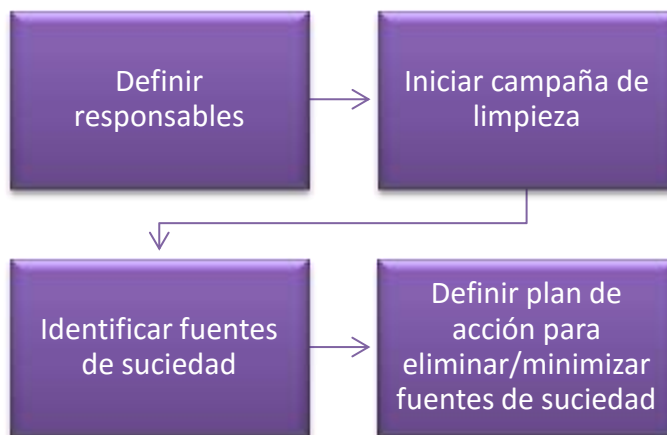 Definir
responsables
Iniciar campaña de
limpieza
Identificar fuentes
de suciedad
Definir plan de
acción para
eliminar/minimizar
fuentes de suciedad